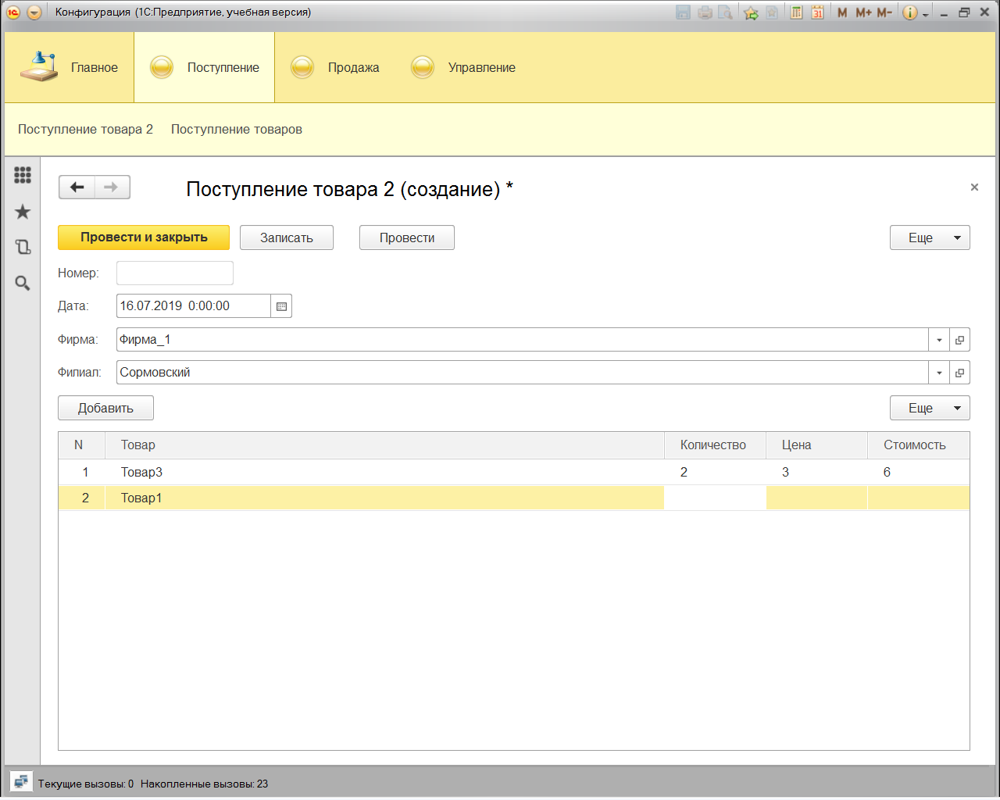 Конфигурация (1С:Предприятие, учебная версия) 31 M M+ M-
Главное Поступление Продажа Управление
Поступление товара 2 Поступление товаров
Поступление товара 2 (создание) *
Провести и закрыть Записать Провести Еще
Номер:
Дата: 16.07.2019 0:00:00
Фирма: Фирма_1
Филиал: Сормовский
Добавить Еще
N Товар Количество Цена Стоимость
1 Товар3 2 3 6
2 Товар1
Текущие вызовы: 0 Накопленные вызовы: 23